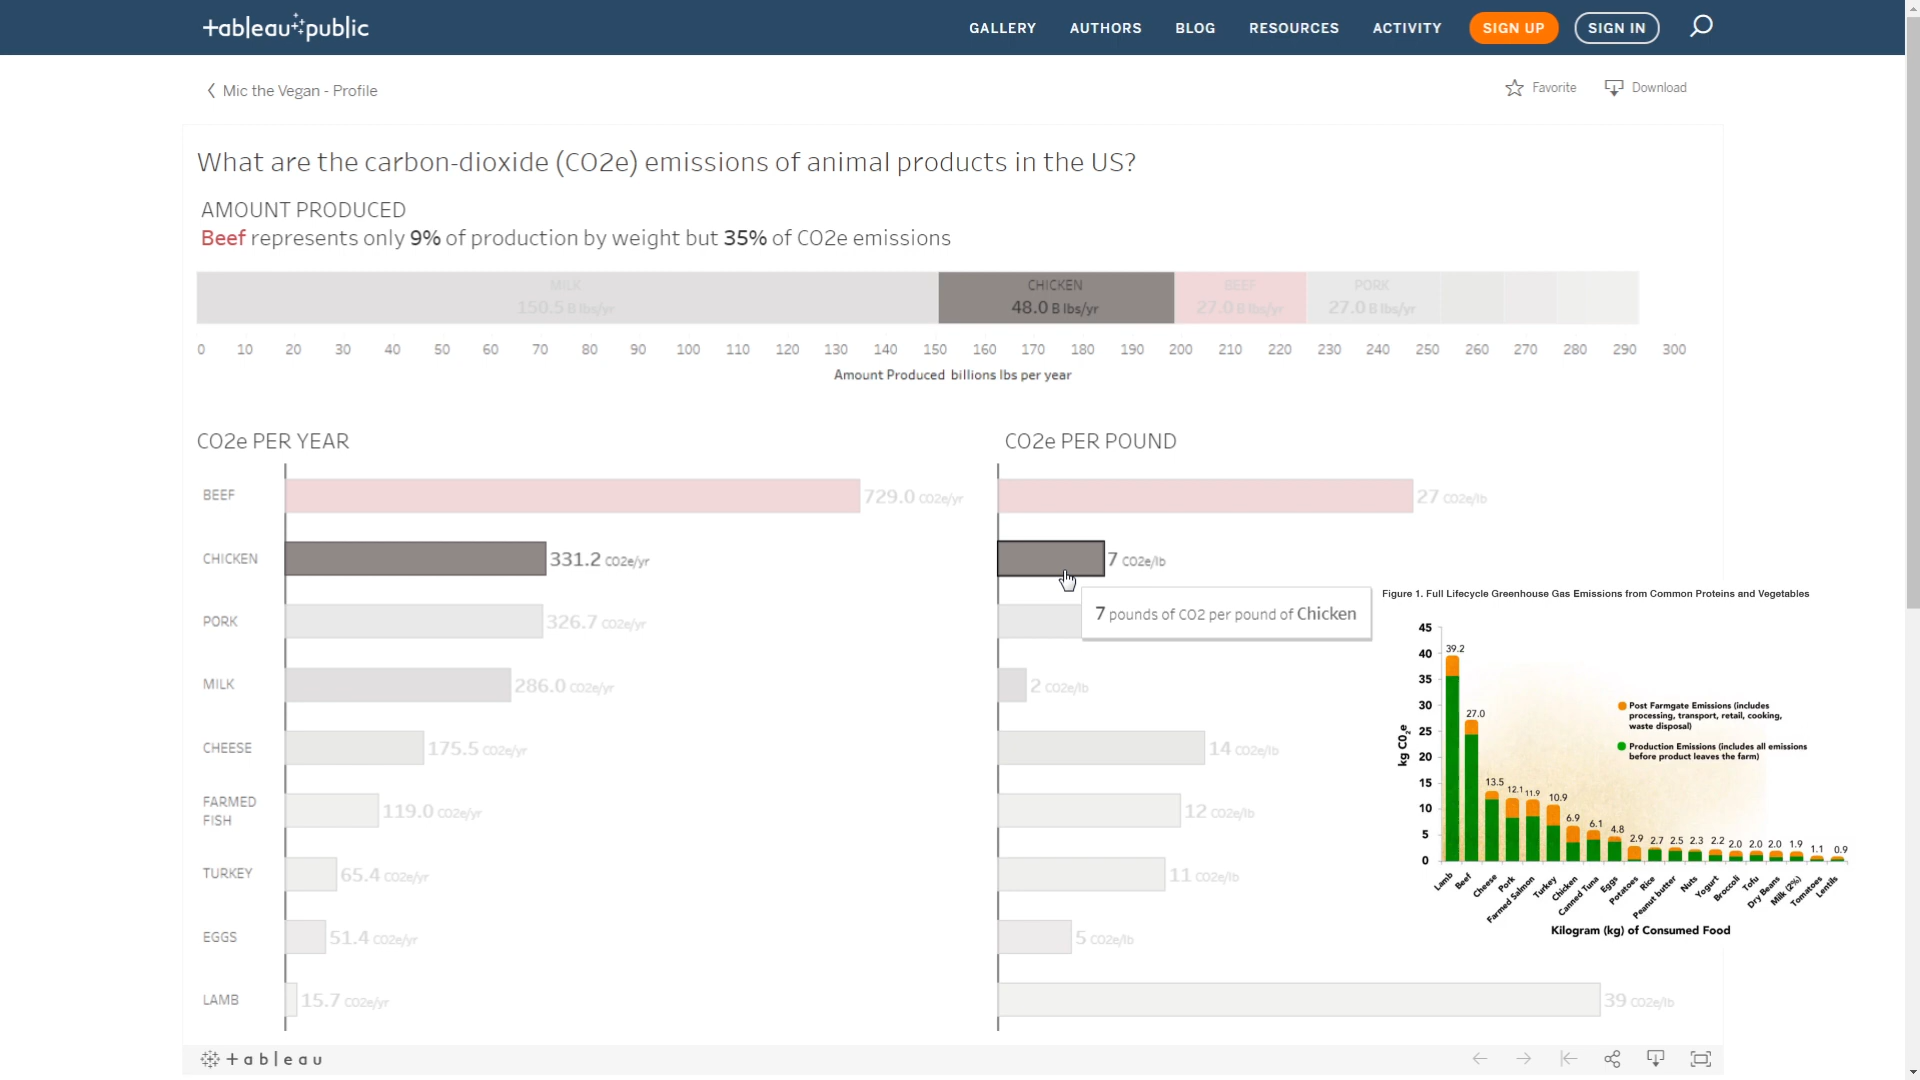 +ableau public
GALLERY AUTHORS BLOG RESOURCES ACTIVITY SIGN UP SIGN IN
Mic the Vegan - Profile
Favorite Download
What are the carbon-dioxide (CO2e) emissions of animal products in the US?
AMOUNT PRODUCED
Beef represents only 9% of production by weight but 35% of CO2e emissions
MILK CHICKEN BEEF PORK
150.5 B lbs/yr 48.0 B lbs/yr 27.0 B lbs/yr 27.0 B lbs/yr
0 10 20 30 40 50 60 70 80 90 100 110 120 130 140 150 160 170 180 190 200 210 220 230 240 250 260 270 280 290 300
Amount Produced billions lbs per year
CO2e PER YEAR
BEEF 729.0 CO2e/yr
CHICKEN 331.2 CO2e/yr
PORK 326.7 CO2e/yr
MILK 286.0 CO2e/yr
CHEESE 175.5 CO2e/yr
FARMED
FISH 119.0 CO2e/yr
TURKEY 65.4 CO2e/yr
EGGS 51.4 CO2e/yr
LAMB 15.7 CO2e/yr
CO2e PER POUND
27 CO2e/lb
7 CO2e/lb
7 pounds of CO2 per pound of Chicken
2 CO2e/lb
14 CO2e/lb
12 CO2e/lb
11 CO2e/lb
5 CO2e/lb
39 CO2e/lb
Figure 1. Full Lifecycle Greenhouse Gas Emissions from Common Proteins and Vegetables
45
40
35
30
25
20
15
10
5
0
kg CO2e
39.2 27.0 13.5 12.1 11.9 10.9 6.9 6.1 4.8 2.9 2.7 2.5 2.3 2.2 2.0 2.0 2.0 1.9 1.1 0.9
Post Farmgate Emissions (includes
processing, transport, retail, cooking,
waste disposal)
Production Emissions (includes all emissions
before product leaves the farm)
Lamb Beef Cheese Pork Farmed Salmon Turkey Chicken Canned Tuna Eggs Potatoes Rice Peanut butter Nuts Yogurt Broccoli Tofu Dry Beans Milk (2%) Tomatoes Lentils
Kilogram (kg) of Consumed Food
+ableau